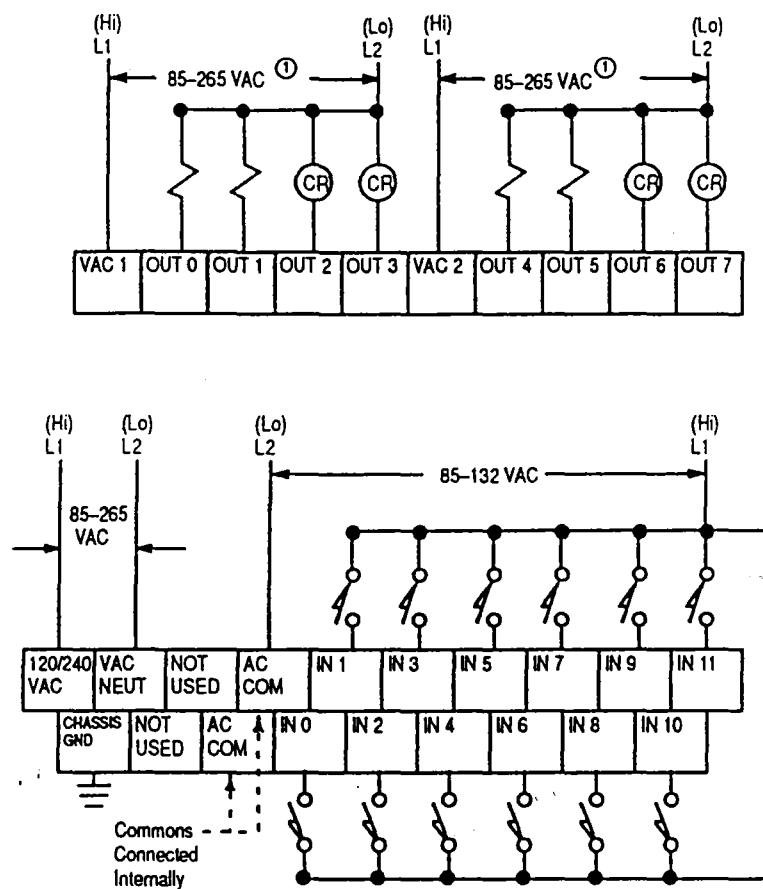 (Hi) (Lo) (Hi) (Lo)
L1 L2 L1 L2
85–265 VAC ① 85–265 VAC ①
CR CR CR CR
VAC 1 OUT 0 OUT 1 OUT 2 OUT 3 VAC 2 OUT 4 OUT 5 OUT 6 OUT 7
(Hi) (Lo) (Lo) (Hi)
L1 L2 L2 L1
85–132 VAC
85–265
VAC
120/240 VAC NOT AC IN 1 IN 3 IN 5 IN 7 IN 9 IN 11
VAC NEUT USED COM
CHASSIS NOT AC IN 0 IN 2 IN 4 IN 6 IN 8 IN 10
GND USED COM
Commons
Connected
Internally